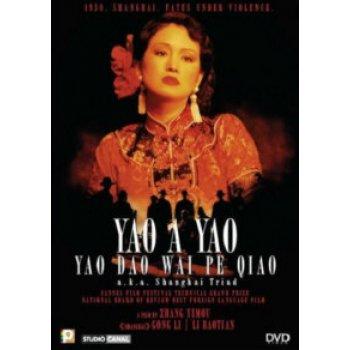 1930. SHANGHAI. FATES UNDER VIOLENCE.
YAO A YAO
YAO DAO WAI PE QIAO
a.k.a. Shanghai Triad
CANNES FILM FESTIVAL TECHNICAL GRAND PRIZE
NATIONAL BOARD OF REVIEW BEST FOREIGN LANGUAGE FILM
A FILM BY ZHANG YIMOU
GONG LI / LI BAOTIAN
STUDIO CANAL
DVD